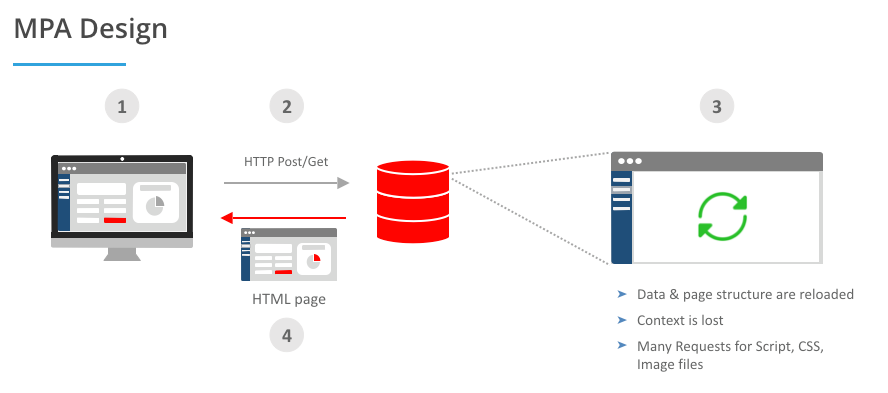 MPA Design
1
2
3
HTTP Post/Get
HTML page
4
➤ Data & page structure are reloaded
➤ Context is lost
➤ Many Requests for Script, CSS,
Image files